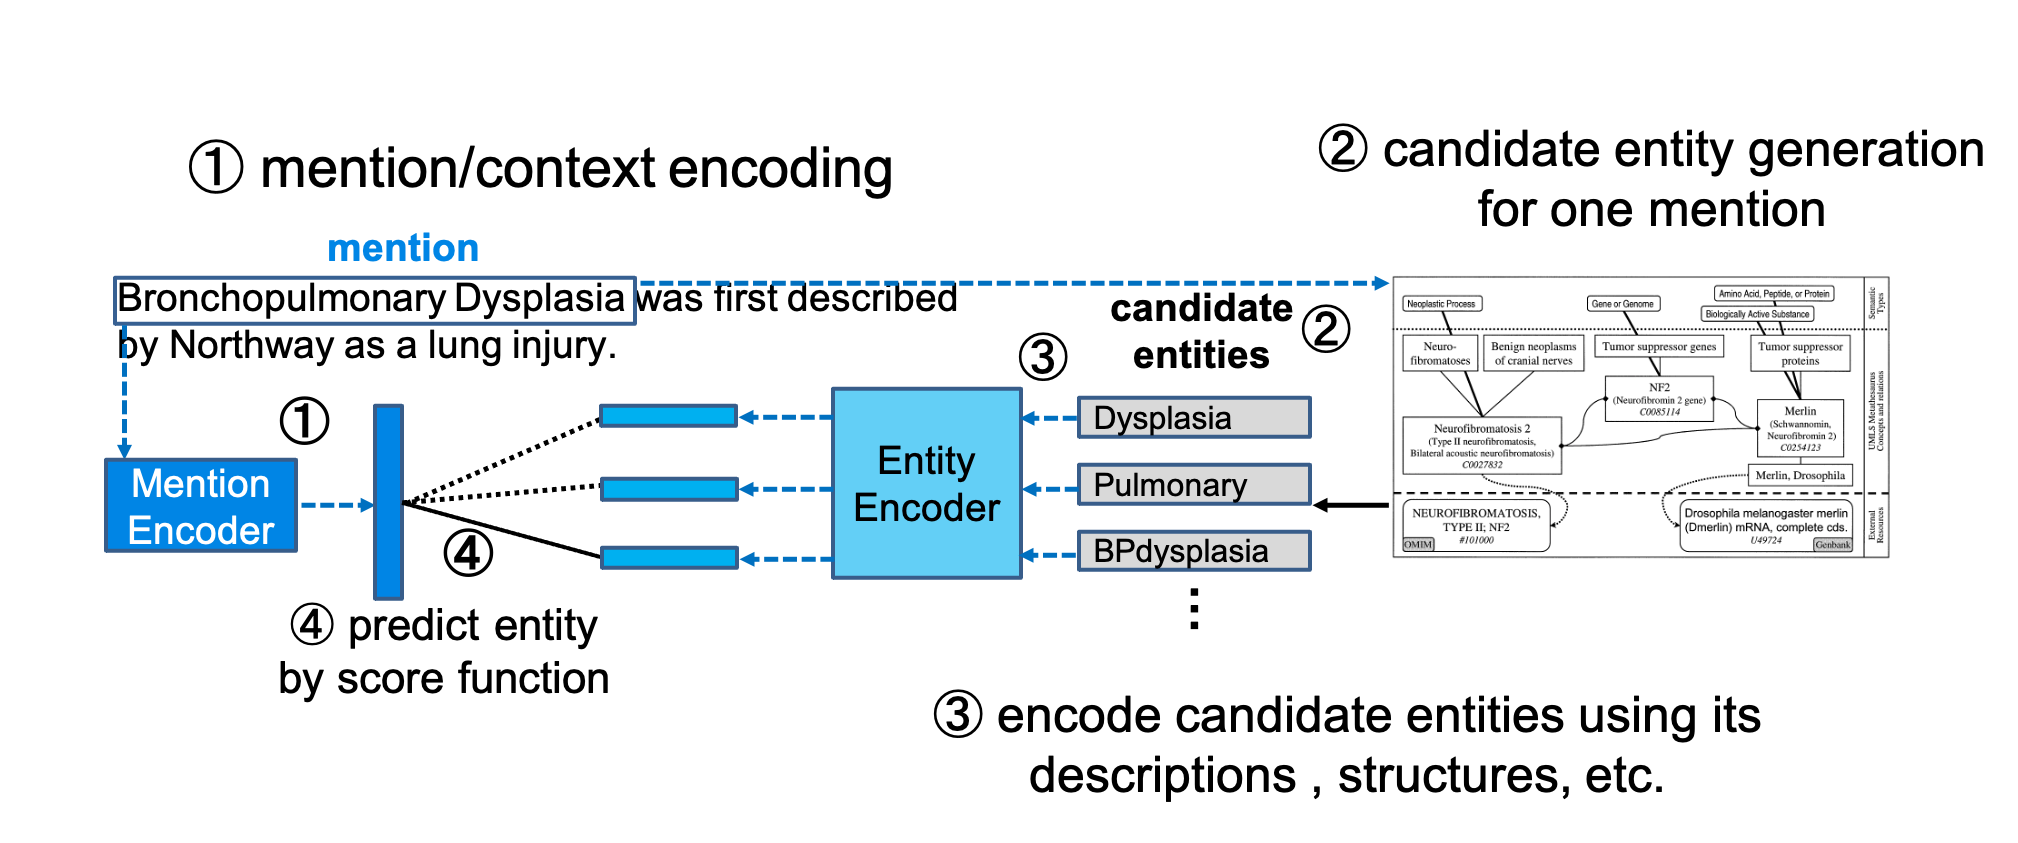 ① mention/context encoding
② candidate entity generation
for one mention
mention
Bronchopulmonary Dysplasia was first described
by Northway as a lung injury.
candidate
entities
②
③
①
Mention
Encoder
④
④ predict entity
by score function
Entity
Encoder
Dysplasia
Pulmonary
BPdysplasia
⋮
③ encode candidate entities using its
descriptions , structures, etc.
Neoplastic Process
Gene or Genome
Amino Acid, Peptide, or Protein
Biologically Active Substance
Semantic
Types
Neuro-
fibromatoses
Benign neoplasms
of cranial nerves
Tumor suppressor genes
Tumor suppressor
proteins
NF2
(Neurofibromin 2 gene)
C0085114
Merlin
(Schwannomin,
Neurofibromin 2)
C0254123
Neurofibromatosis 2
(Type II neurofibromatosis,
Bilateral acoustic neurofibromatosis)
C0027832
Merlin, Drosophila
UMLS Metathesaurus
Concepts and relations
NEUROFIBROMATOSIS,
TYPE II; NF2
#101000
OMIM
Drosophila melanogaster merlin
(Dmerlin) mRNA, complete cds.
U49724
Genbank
External
Resources